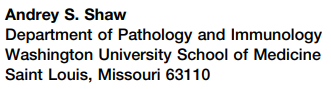 Andrey S. Shaw
Department of Pathology and Immunology
Washington University School of Medicine
Saint Louis, Missouri 63110